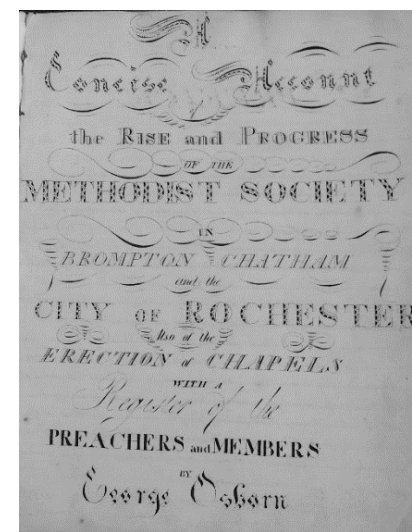 A
Concise Account
of
the RISE and PROGRESS
OF THE
METHODIST SOCIETY
IN
BROMPTON CHATHAM
and the
CITY OF ROCHESTER
Also of the
ERECTION of CHAPELS
WITH A
Register of the
PREACHERS and MEMBERS
BY
George Osborn